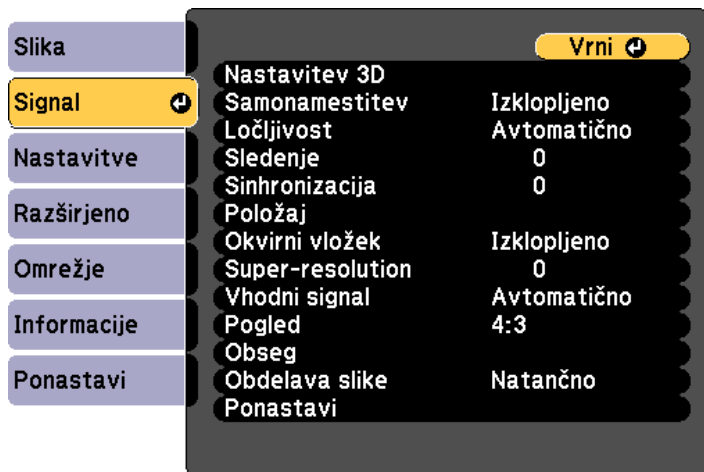 Slika
Signal
Nastavitve
Razširjeno
Omrežje
Informacije
Ponastavi
Vrni
Nastavitev 3D
Samonamestitev Izklopljeno
Ločljivost Avtomatično
Sledenje 0
Sinhronizacija 0
Položaj
Okvirni vložek Izklopljeno
Super-resolution 0
Vhodni signal Avtomatično
Pogled 4:3
Obseg
Obdelava slike Natančno
Ponastavi